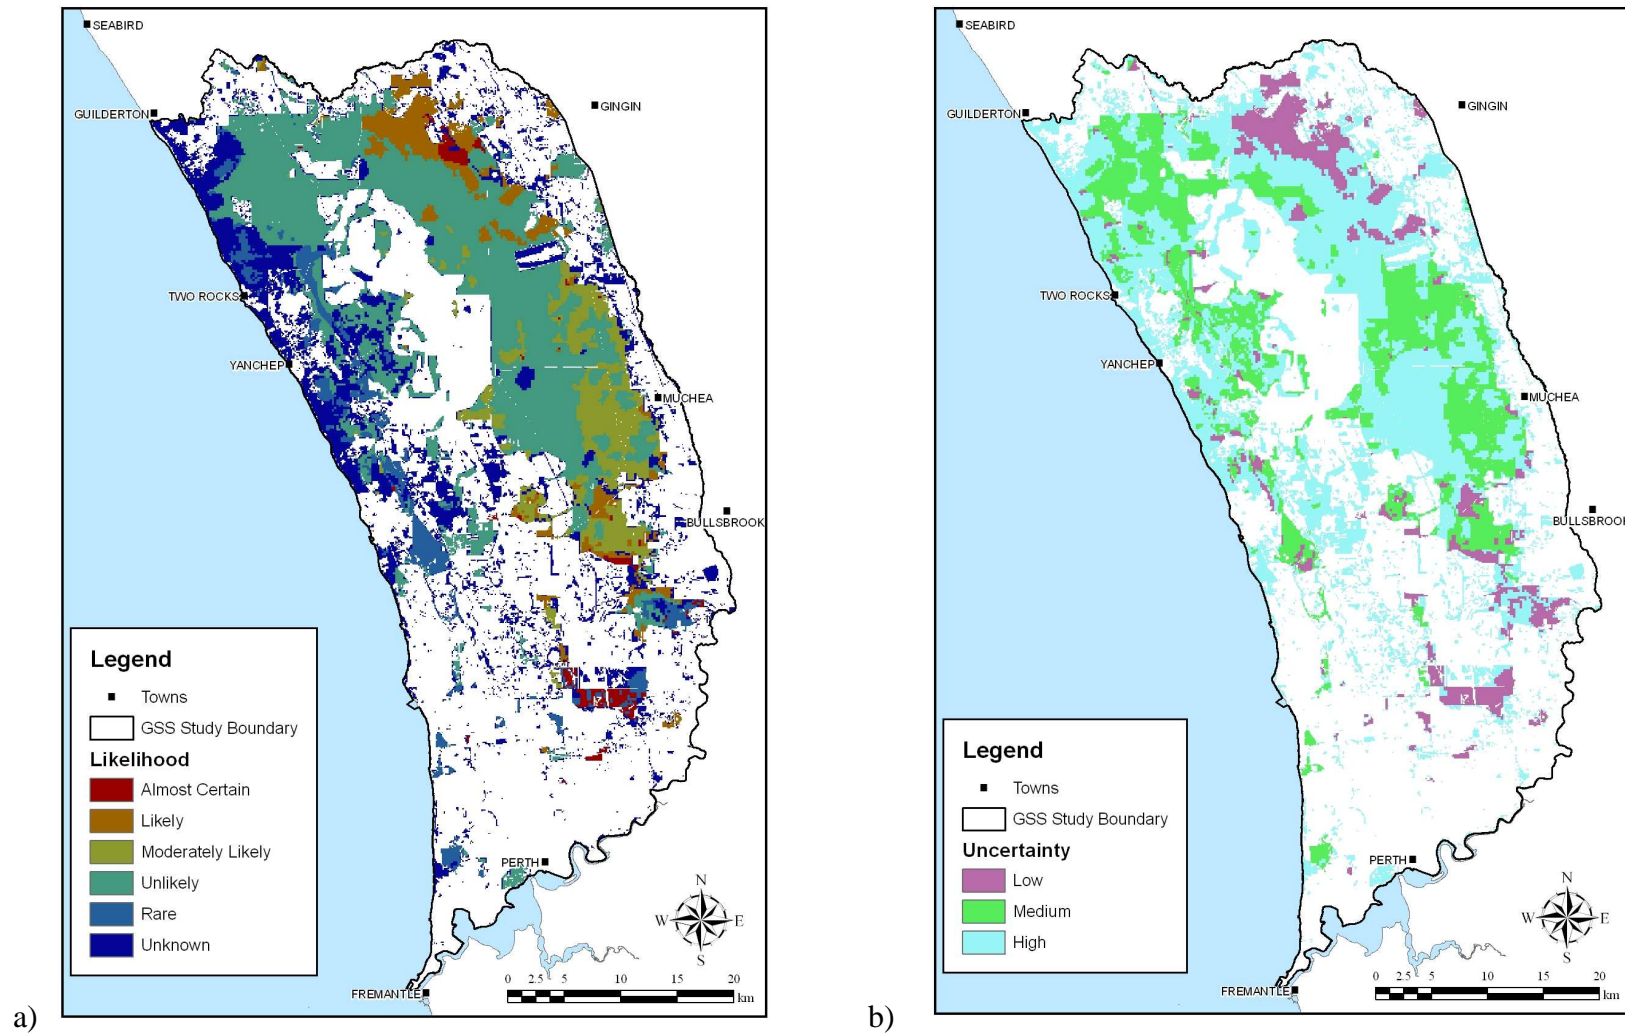 SEABIRD
GUILDERTON
GINGIN
TWO ROCKS
YANCHEP
MUCHEA
BULLSBROOK
PERTH
FREMANTLE
Legend
Towns
GSS Study Boundary
Likelihood
Almost Certain
Likely
Moderately Likely
Unlikely
Rare
Unknown
N
W E
S
0 2.5 5 10 15 20
km
a)
SEABIRD
GUILDERTON
GINGIN
TWO ROCKS
YANCHEP
MUCHEA
BULLSBROOK
PERTH
FREMANTLE
Legend
Towns
GSS Study Boundary
Uncertainty
Low
Medium
High
N
W E
S
0 2.5 5 10 15 20
km
b)